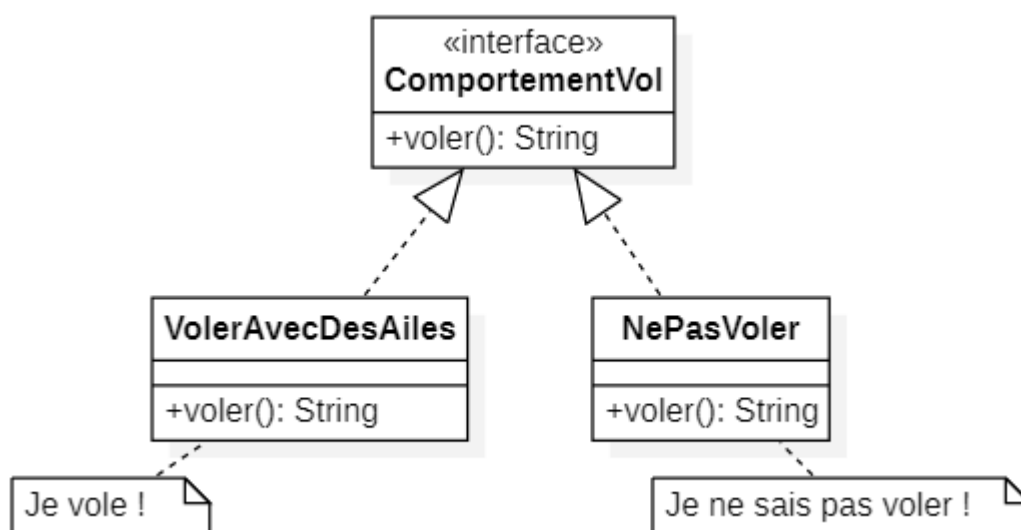 «interface»
ComportementVol
+voler(): String
VolerAvecDesAiles
NePasVoler
+voler(): String
+voler(): String
Je vole !
Je ne sais pas voler !